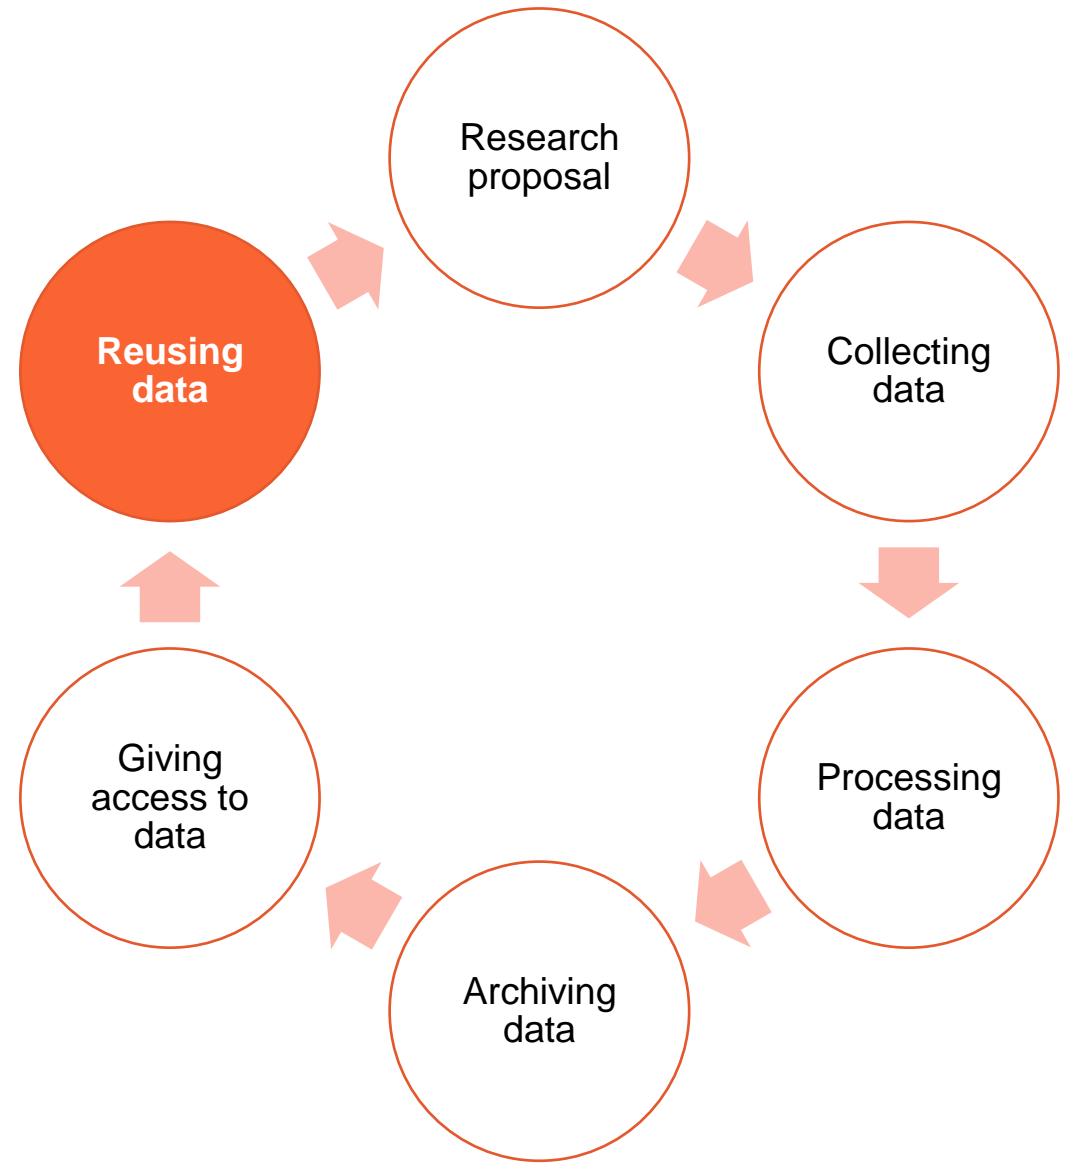 Research
proposal
Collecting
data
Processing
data
Archiving
data
Giving
access to
data
Reusing
data